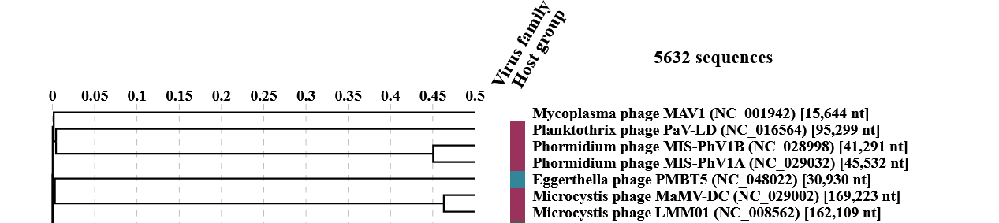 Virus family
Host group
5632 sequences
0 0.05 0.1 0.15 0.2 0.25 0.3 0.35 0.4 0.45 0.5
Mycoplasma phage MAV1 (NC_001942) [15,644 nt]
Planktothrix phage PaV-LD (NC_016564) [95,299 nt]
Phormidium phage MIS-PhV1B (NC_028998) [41,291 nt]
Phormidium phage MIS-PhV1A (NC_029032) [45,532 nt]
Eggerthella phage PMBT5 (NC_048022) [30,930 nt]
Microcystis phage MaMV-DC (NC_029002) [169,223 nt]
Microcystis phage LMM01 (NC_008562) [162,109 nt]